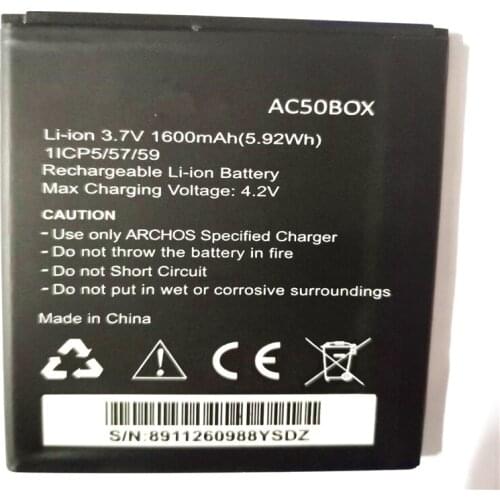 AC50BOX
Li-ion 3.7V 1600mAh(5.92Wh)
1ICP5/57/59
Rechargeable Li-ion Battery
Max Charging Voltage: 4.2V
CAUTION
- Use only ARCHOS Specified Charger
- Do not throw the battery in fire
- Do not Short Circuit
- Do not put in wet or corrosive surroundings
Made in China
CE
S/N:8911260988YSDZ